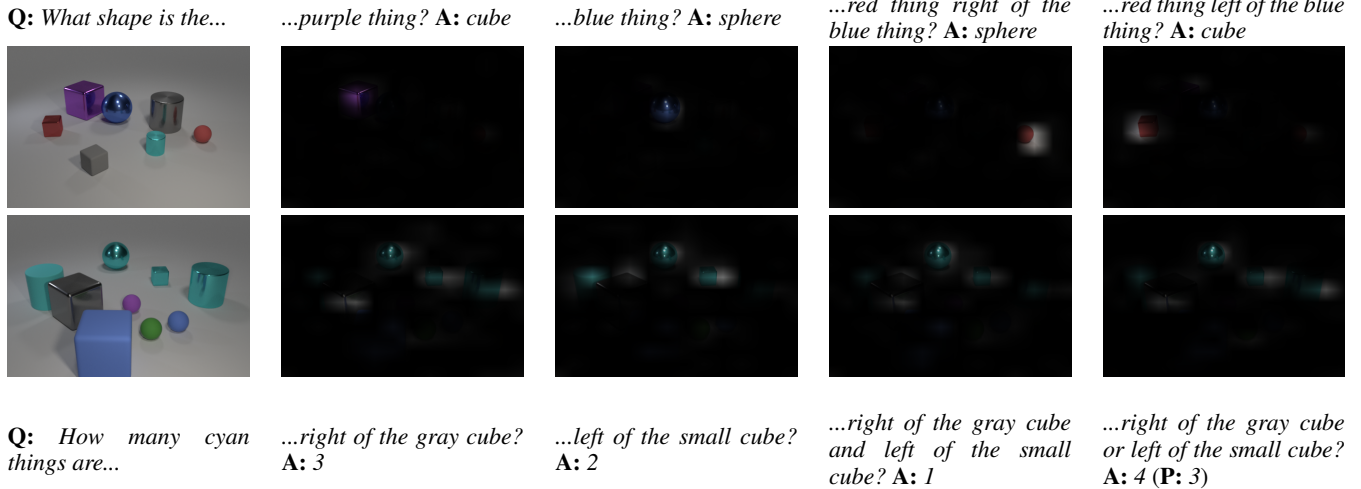 Q: What shape is the...
...purple thing? A: cube
...blue thing? A: sphere
...red thing right of the
blue thing? A: sphere
...red thing left of the blue
thing? A: cube
Q: How many cyan
things are...
...right of the gray cube?
A: 3
...left of the small cube?
A: 2
...right of the gray cube
and left of the small
cube? A: 1
...right of the gray cube
or left of the small cube?
A: 4 (P: 3)